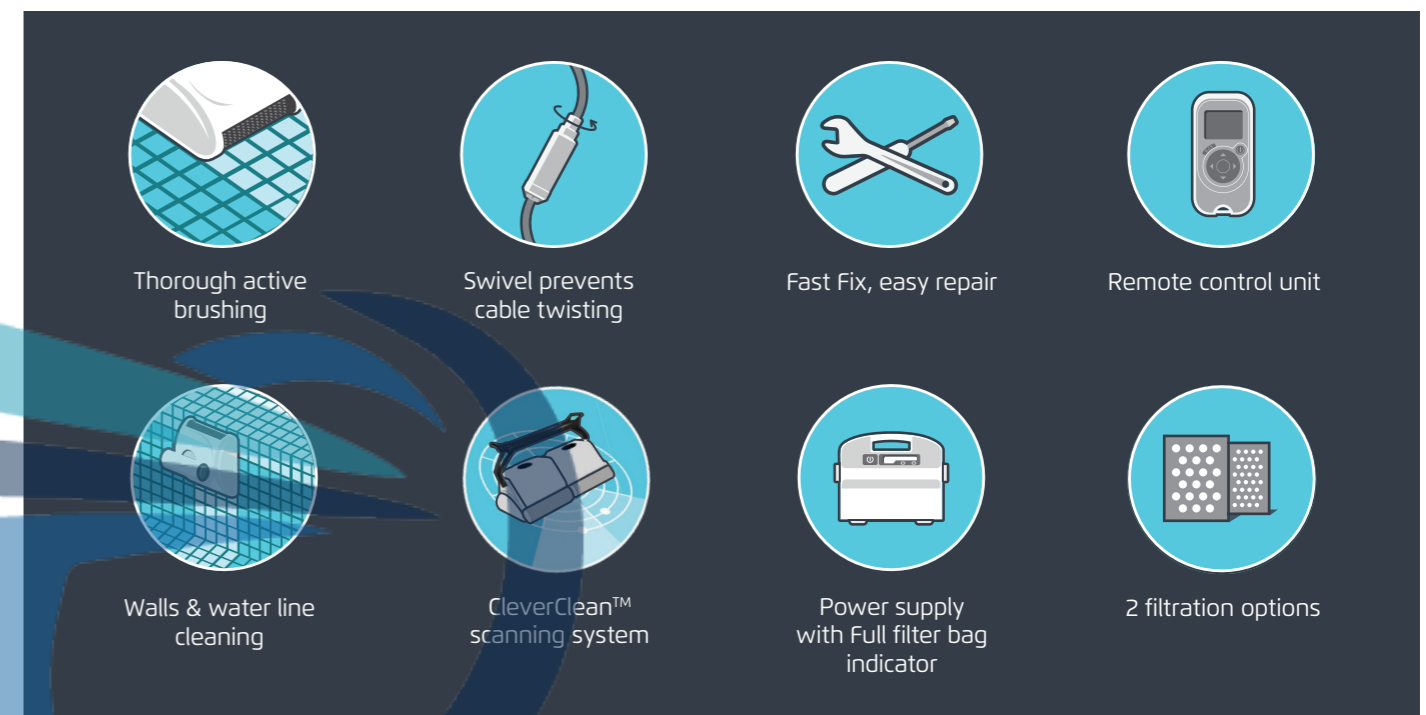 Thorough active
brushing
Swivel prevents
cable twisting
Fast Fix, easy repair
Remote control unit
Walls & water line
cleaning
CleverClean™
scanning system
Power supply
with Full filter bag
indicator
2 filtration options